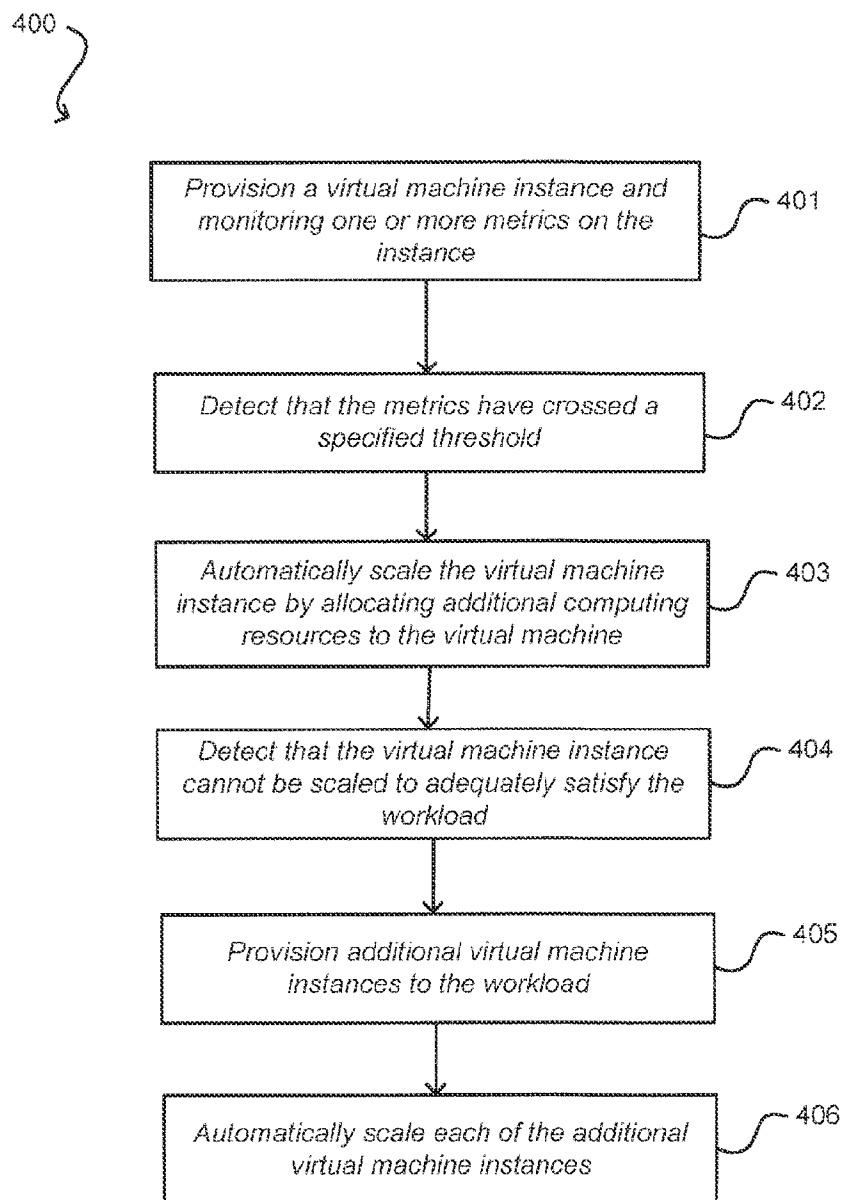 400
Provision a virtual machine instance and
monitoring one or more metrics on the
instance
401
Detect that the metrics have crossed a
specified threshold
402
Automatically scale the virtual machine
instance by allocating additional computing
resources to the virtual machine
403
Detect that the virtual machine instance
cannot be scaled to adequately satisfy the
workload
404
Provision additional virtual machine
instances to the workload
405
Automatically scale each of the additional
virtual machine instances
406